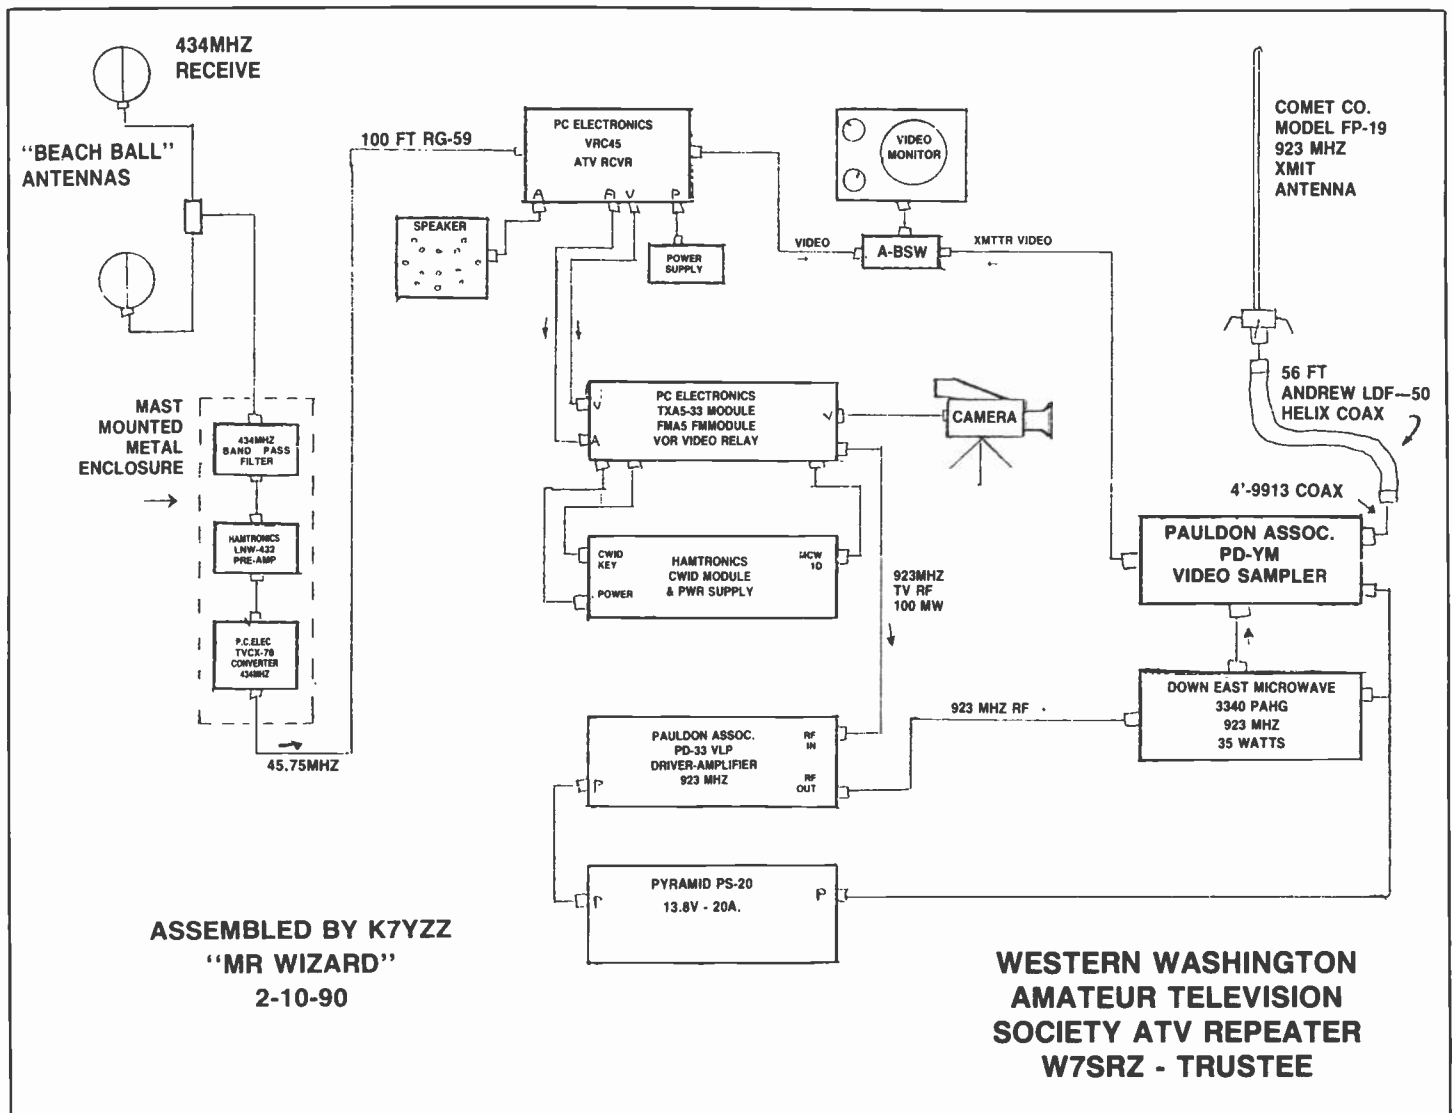 434MHZ
RECEIVE
"BEACH BALL"
ANTENNAS
MAST
MOUNTED
METAL
ENCLOSURE
434MHZ
BAND PASS
FILTER
HAMTRONICS
LNW-432
PRE-AMP
P.C.ELEC
TVCX-70
CONVERTER
434MHZ
45.75MHZ
100 FT RG-59
PC ELECTRONICS
VRC45
ATV RCVR
A
A V
P
SPEAKER
POWER
SUPPLY
VIDEO
MONITOR
VIDEO
A-BSW
XMTTR VIDEO
COMET CO.
MODEL FP-19
923 MHZ
XMIT
ANTENNA
56 FT
ANDREW LDF-50
HELIX COAX
4'-9913 COAX
PC ELECTRONICS
TXA5-33 MODULE
FMA5 FMMODULE
VOR VIDEO RELAY
V
A
V
CAMERA
CWID
KEY
POWER
HAMTRONICS
CWID MODULE
& PWR SUPPLY
MCW
ID
923MHZ
TV RF
100 MW
PAULDON ASSOC.
PD-YM
VIDEO SAMPLER
DOWN EAST MICROWAVE
3340 PAHG
923 MHZ
35 WATTS
923 MHZ RF
PAULDON ASSOC.
PD-33 VLP
DRIVER-AMPLIFIER
923 MHZ
RF
IN
RF
OUT
P
PYRAMID PS-20
13.8V - 20A.
P
P
ASSEMBLED BY K7YZZ
"MR WIZARD"
2-10-90
WESTERN WASHINGTON
AMATEUR TELEVISION
SOCIETY ATV REPEATER
W7SRZ - TRUSTEE